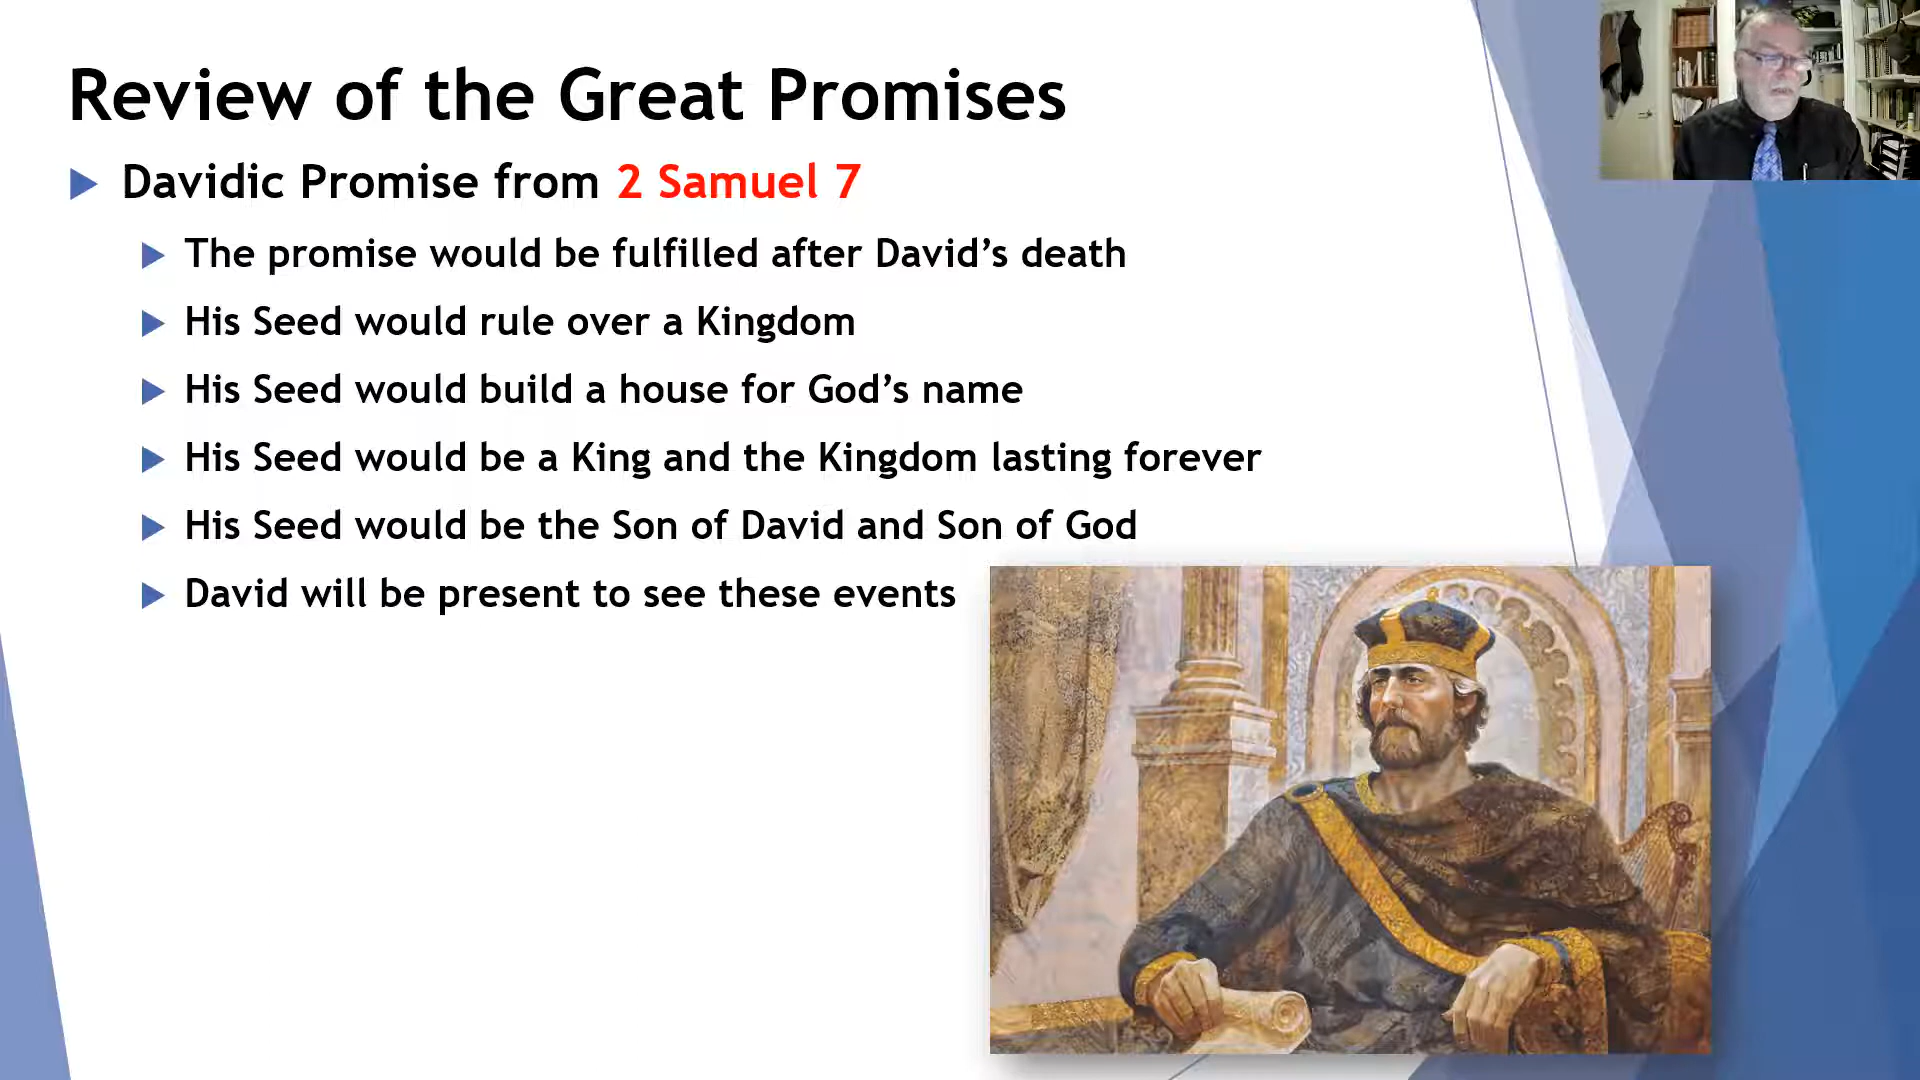 Review of the Great Promises
Davidic Promise from 2 Samuel 7
The promise would be fulfilled after David’s death
His Seed would rule over a Kingdom
His Seed would build a house for God’s name
His Seed would be a King and the Kingdom lasting forever
His Seed would be the Son of David and Son of God
David will be present to see these events